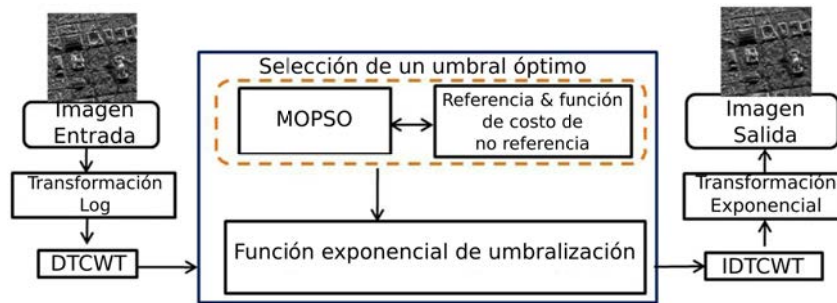 Imagen
Entrada
Transformación
Log
DTCWT
Selección de un umbral óptimo
MOPSO
Referencia & función
de costo de
no referencia
Función exponencial de umbralización
Imagen
Salida
Transformación
Exponencial
IDTCWT